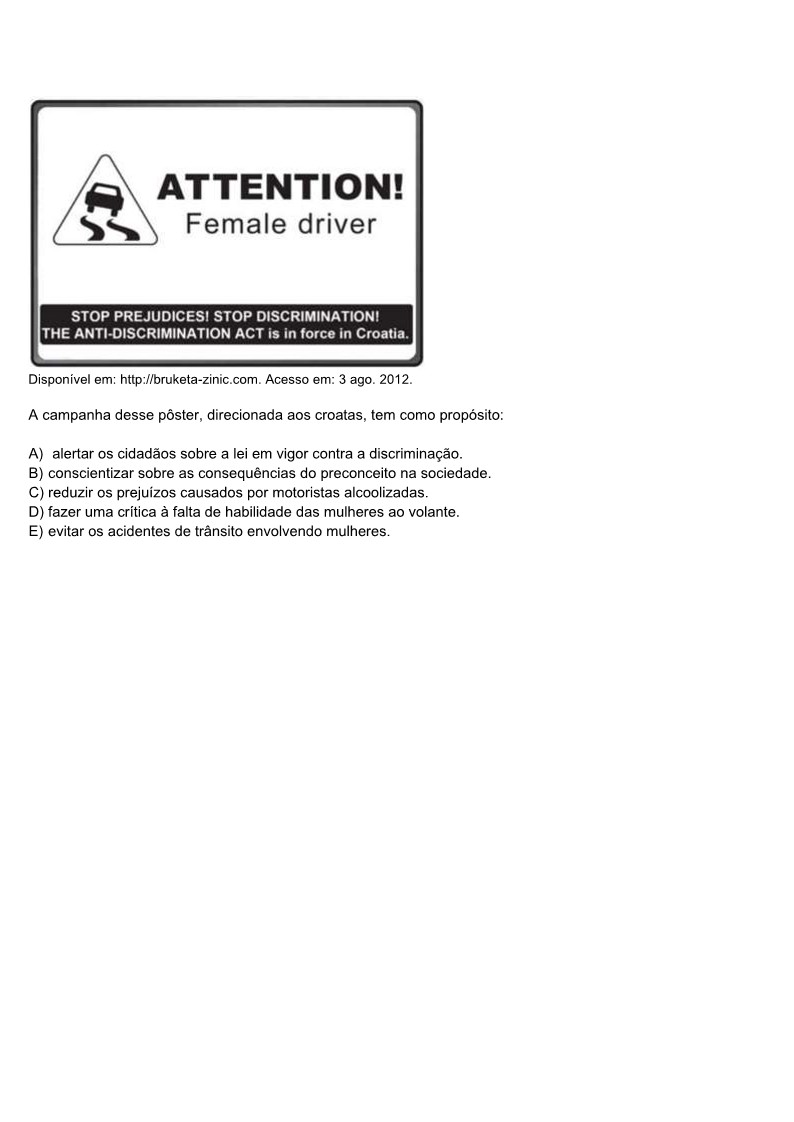 ATTENTION!
Female driver
STOP PREJUDICES! STOP DISCRIMINATION!
THE ANTI-DISCRIMINATION ACT is in force in Croatia.
Disponível em: http://bruketa-zinic.com. Acesso em: 3 ago. 2012.
A campanha desse pôster, direcionada aos croatas, tem como propósito:
A) alertar os cidadãos sobre a lei em vigor contra a discriminação.
B) conscientizar sobre as consequências do preconceito na sociedade.
C) reduzir os prejuízos causados por motoristas alcoolizadas.
D) fazer uma crítica à falta de habilidade das mulheres ao volante.
E) evitar os acidentes de trânsito envolvendo mulheres.